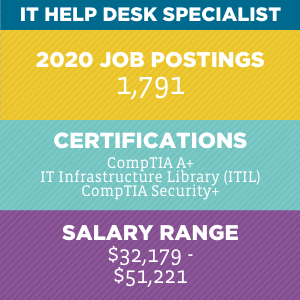 IT HELP DESK SPECIALIST
2020 JOB POSTINGS
1,791
CERTIFICATIONS
CompTIA A+
IT Infrastructure Library (ITIL)
CompTIA Security+
SALARY RANGE
$32,179 -
$51,221